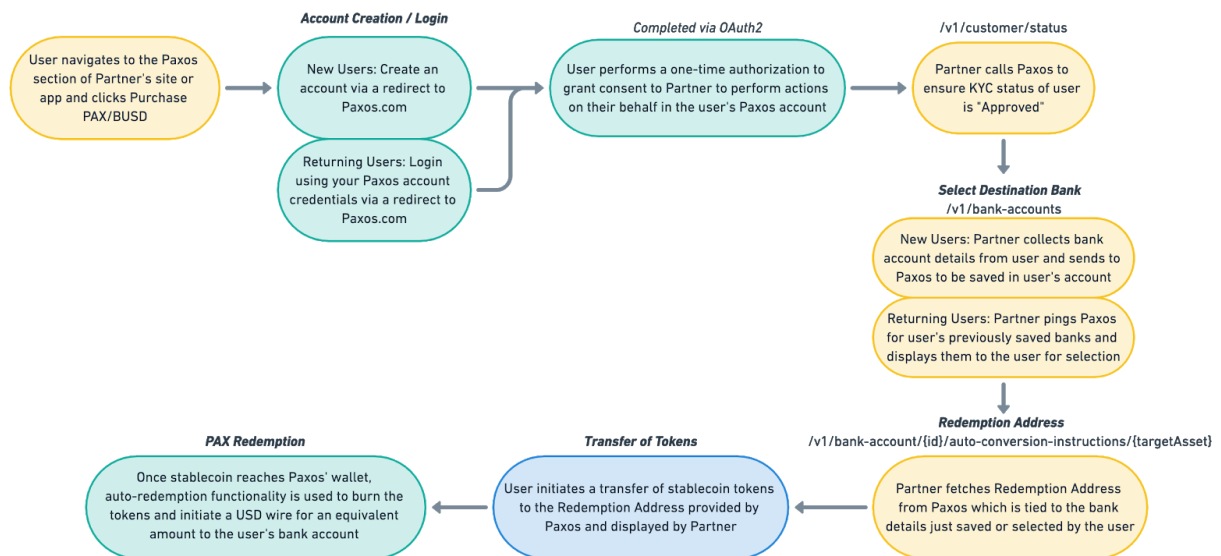 Account Creation / Login
User navigates to the Paxos
section of Partner's site or
app and clicks Purchase
PAX/BUSD
New Users: Create an
account via a redirect to
Paxos.com
Returning Users: Login
using your Paxos account
credentials via a redirect to
Paxos.com
Completed via OAuth2
User performs a one-time authorization to
grant consent to Partner to perform actions
on their behalf in the user's Paxos account
/v1/customer/status
Partner calls Paxos to
ensure KYC status of user
is "Approved"
Select Destination Bank
/v1/bank-accounts
New Users: Partner collects bank
account details from user and sends to
Paxos to be saved in user's account
Returning Users: Partner pings Paxos
for user's previously saved banks and
displays them to the user for selection
Redemption Address
/v1/bank-account/{id}/auto-conversion-instructions/{targetAsset}
Partner fetches Redemption Address
from Paxos which is tied to the bank
details just saved or selected by the user
Transfer of Tokens
User initiates a transfer of stablecoin tokens
to the Redemption Address provided by
Paxos and displayed by Partner
PAX Redemption
Once stablecoin reaches Paxos' wallet,
auto-redemption functionality is used to burn the
tokens and initiate a USD wire for an equivalent
amount to the user's bank account